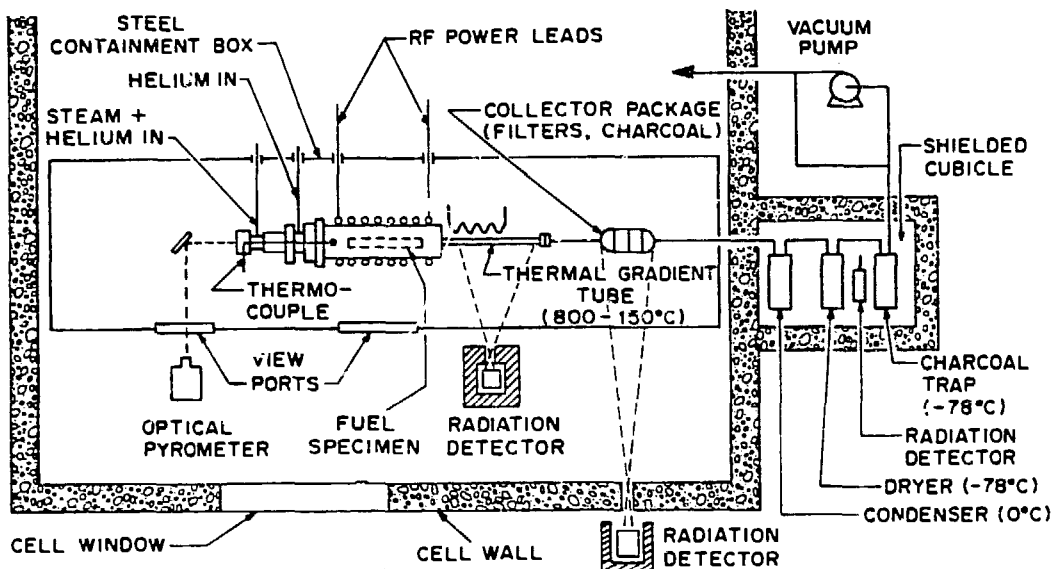 STEEL
CONTAINMENT BOX
HELIUM IN
STEAM +
HELIUM IN
RF POWER LEADS
COLLECTOR PACKAGE
(FILTERS, CHARCOAL)
VACUUM
PUMP
SHIELDED
CUBICLE
THERMO-
COUPLE
THERMAL GRADIENT
TUBE
(800-150°C)
VIEW
PORTS
OPTICAL
PYROMETER
FUEL
SPECIMEN
RADIATION
DETECTOR
CHARCOAL
TRAP
(-78°C)
RADIATION
DETECTOR
DRYER (-78°C)
CONDENSER (0°C)
CELL WINDOW
CELL WALL
RADIATION
DETECTOR